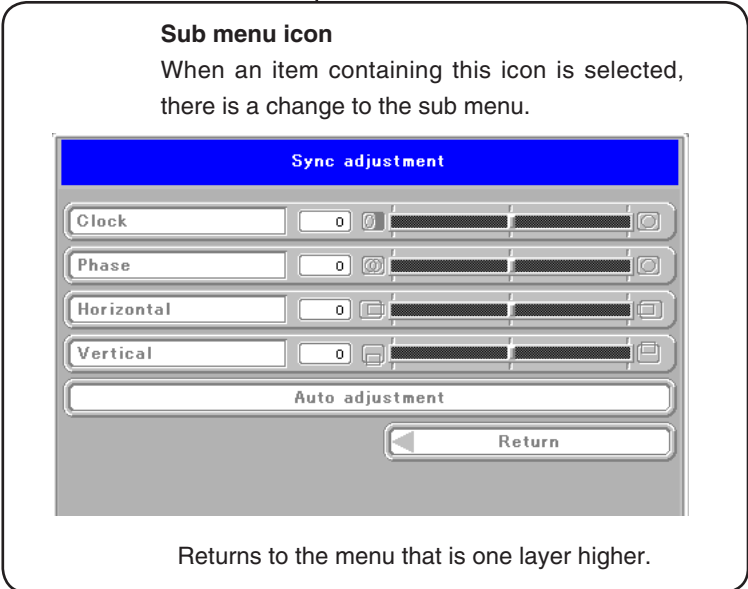 Sub menu icon
When an item containing this icon is selected,
there is a change to the sub menu.
Sync adjustment
Clock 0
Phase 0
Horizontal 0
Vertical 0
Auto adjustment
Return
Returns to the menu that is one layer higher.